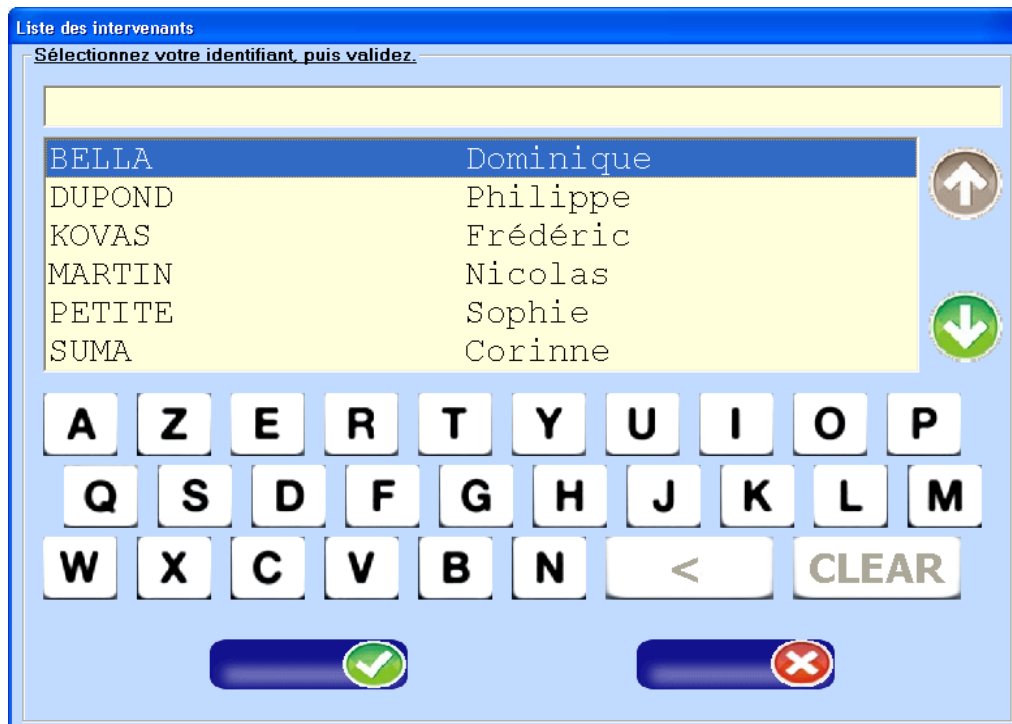 Liste des intervenants
Sélectionnez votre identifiant, puis validez.
BELLA Dominique
DUPOND Philippe
KOVAS Frédéric
MARTIN Nicolas
PETITE Sophie
SUMA Corinne
A Z E R T Y U I O P
Q S D F G H J K L M
W X C V B N < CLEAR